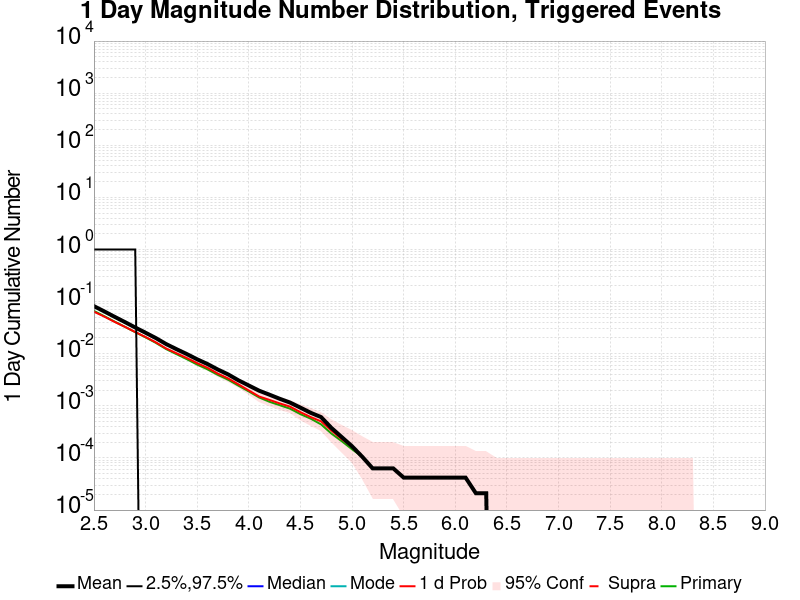 1 Day Magnitude Number Distribution, Triggered Events
1 Day Cumulative Number
10^4
10^3
10^2
10^1
10^0
10^-1
10^-2
10^-3
10^-4
10^-5
2.5 3.0 3.5 4.0 4.5 5.0 5.5 6.0 6.5 7.0 7.5 8.0 8.5 9.0
Magnitude
Mean 2.5%,97.5% Median Mode 1 d Prob 95% Conf Supra Primary